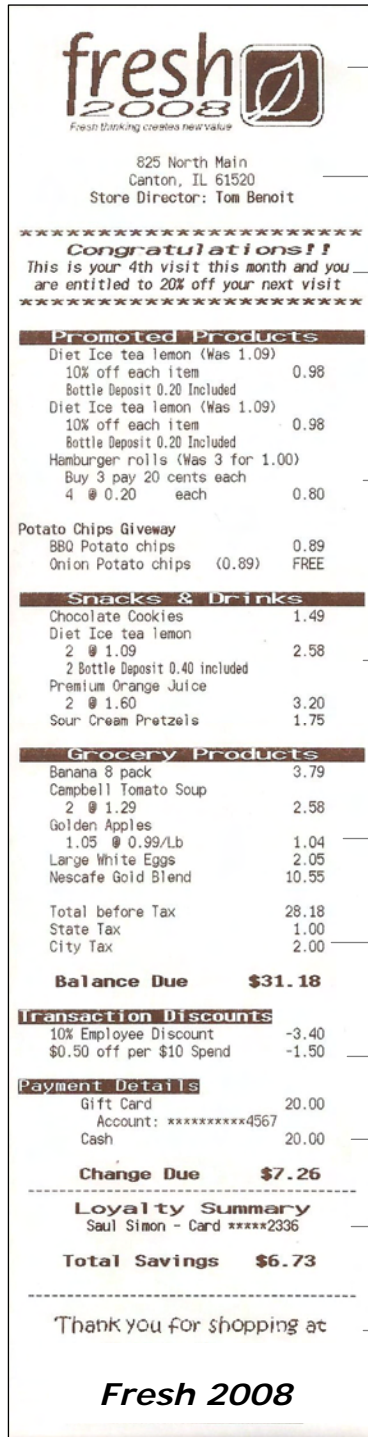 fresh
2008
Fresh thinking creates new value
825 North Main
Canton, IL 61520
Store Director: Tom Benoit
************************
Congratulations!!
This is your 4th visit this month and you
are entitled to 20% off your next visit
************************
Promoted Products
Diet Ice tea lemon (Was 1.09)
10% off each item 0.98
Bottle Deposit 0.20 Included
Diet Ice tea lemon (Was 1.09)
10% off each item 0.98
Bottle Deposit 0.20 Included
Hamburger rolls (Was 3 for 1.00)
Buy 3 pay 20 cents each
4 @ 0.20 each 0.80
Potato Chips Giveway
BBQ Potato chips 0.89
Onion Potato chips (0.89) FREE
Snacks & Drinks
Chocolate Cookies 1.49
Diet Ice tea lemon
2 @ 1.09 2.58
2 Bottle Deposit 0.40 included
Premium Orange Juice
2 @ 1.60 3.20
Sour Cream Pretzels 1.75
Grocery Products
Banana 8 pack 3.79
Campbell Tomato Soup
2 @ 1.29 2.58
Golden Apples
1.05 @ 0.99/Lb 1.04
Large White Eggs 2.05
Nescafe Gold Blend 10.55
Total before Tax 28.18
State Tax 1.00
City Tax 2.00
Balance Due $31.18
Transaction Discounts
10% Employee Discount -3.40
$0.50 off per $10 Spend -1.50
Payment Details
Gift Card 20.00
Account: **********4567
Cash 20.00
Change Due $7.26
Loyalty Summary
Saul Simon - Card *****2336
Total Savings $6.73
Thank you for shopping at
Fresh 2008